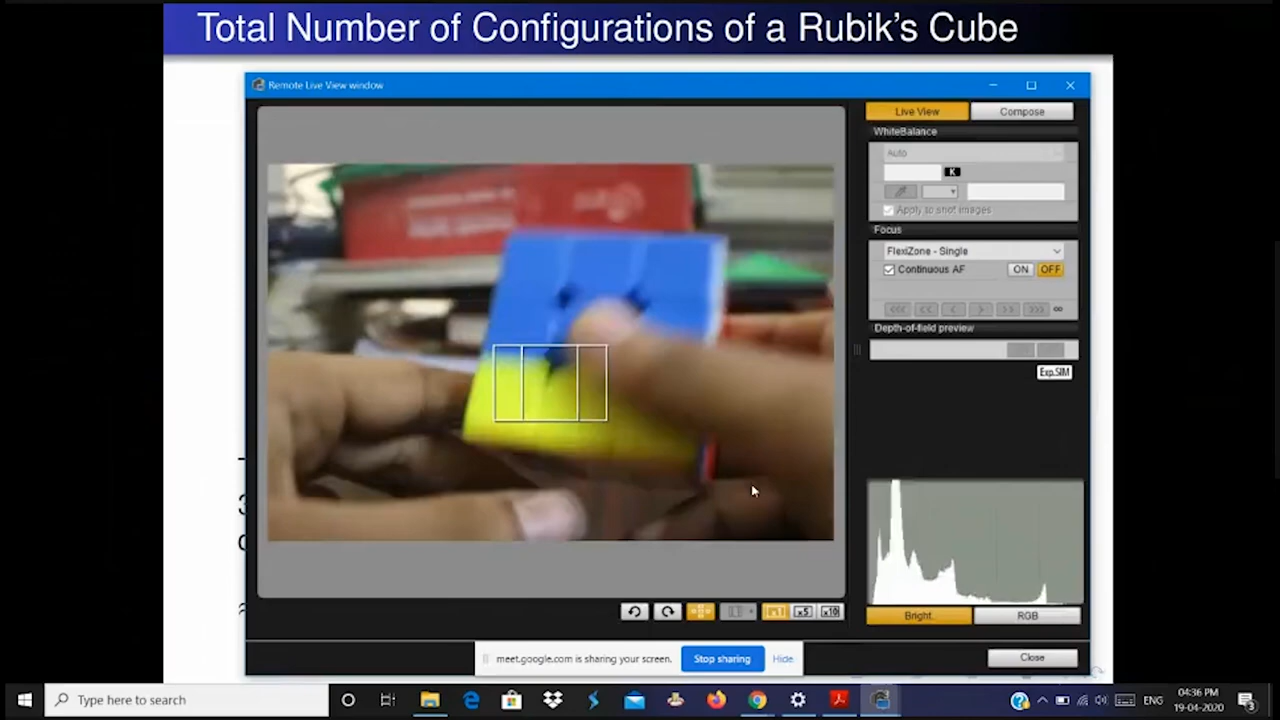 Total Number of Configurations of a Rubik's Cube
Remote Live View window
Live View
Compose
WhiteBalance
Auto
K
Apply to shot images
Focus
FlexiZone - Single
Continuous AF
ON
OFF
Depth-of-field preview
Exp.SIM
x1
x5
x10
Bright.
RGB
meet.google.com is sharing your screen.
Stop sharing
Hide
Close
Type here to search
ENG
04:36 PM
19-04-2020
3